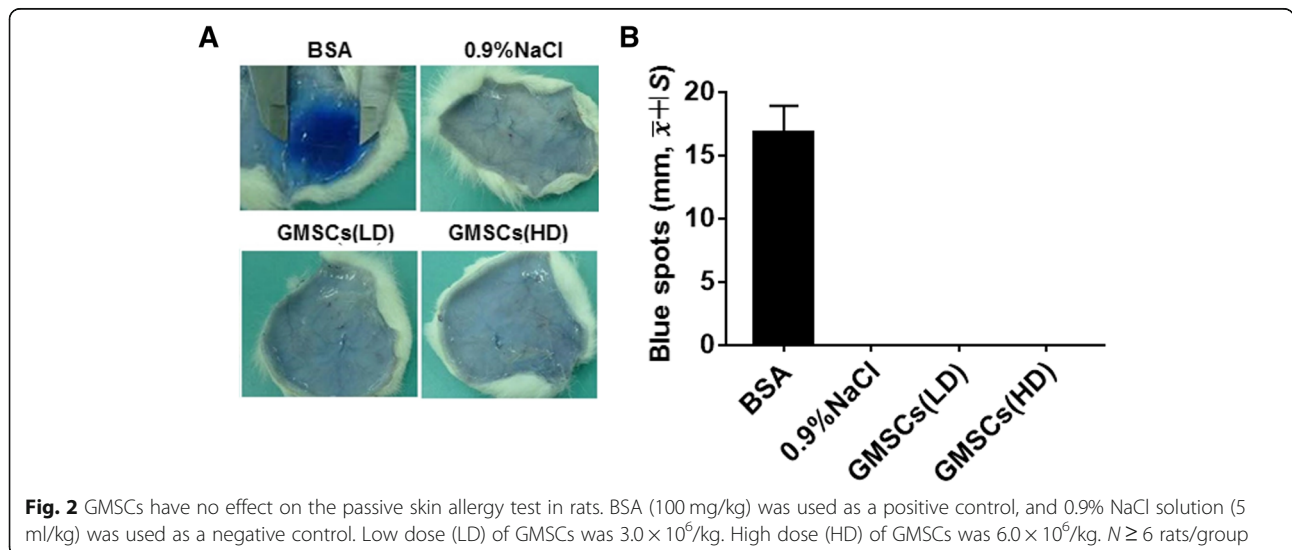 A
B
BSA
0.9%NaCl
GMSCs(LD)
GMSCs(HD)
Blue spots (mm, x̅±S)
20
15
10
5
0
BSA
0.9%NaCl
GMSCs(LD)
GMSCs(HD)
Fig. 2 GMSCs have no effect on the passive skin allergy test in rats. BSA (100 mg/kg) was used as a positive control, and 0.9% NaCl solution (5
ml/kg) was used as a negative control. Low dose (LD) of GMSCs was 3.0 × 10⁶/kg. High dose (HD) of GMSCs was 6.0 × 10⁶/kg. N ≥ 6 rats/group